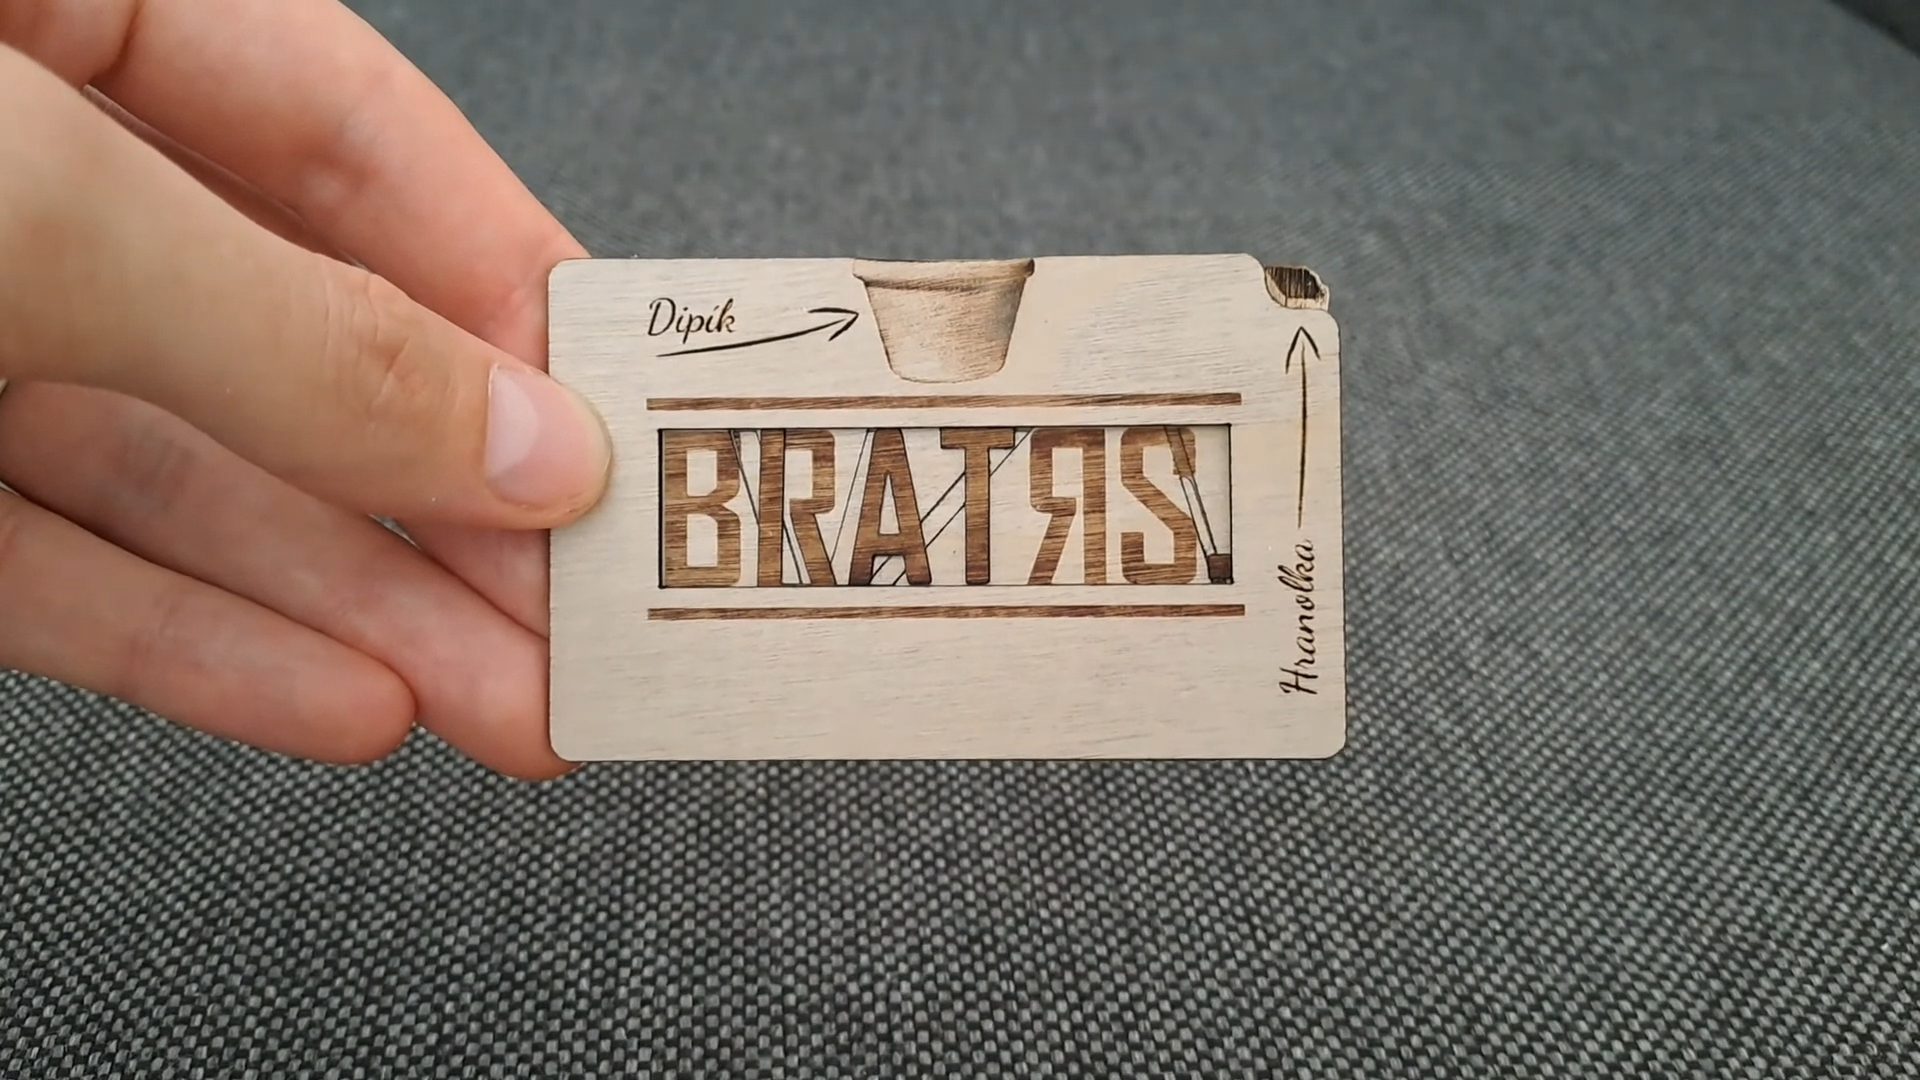 Dipík
BRATЯS.
Hranolka